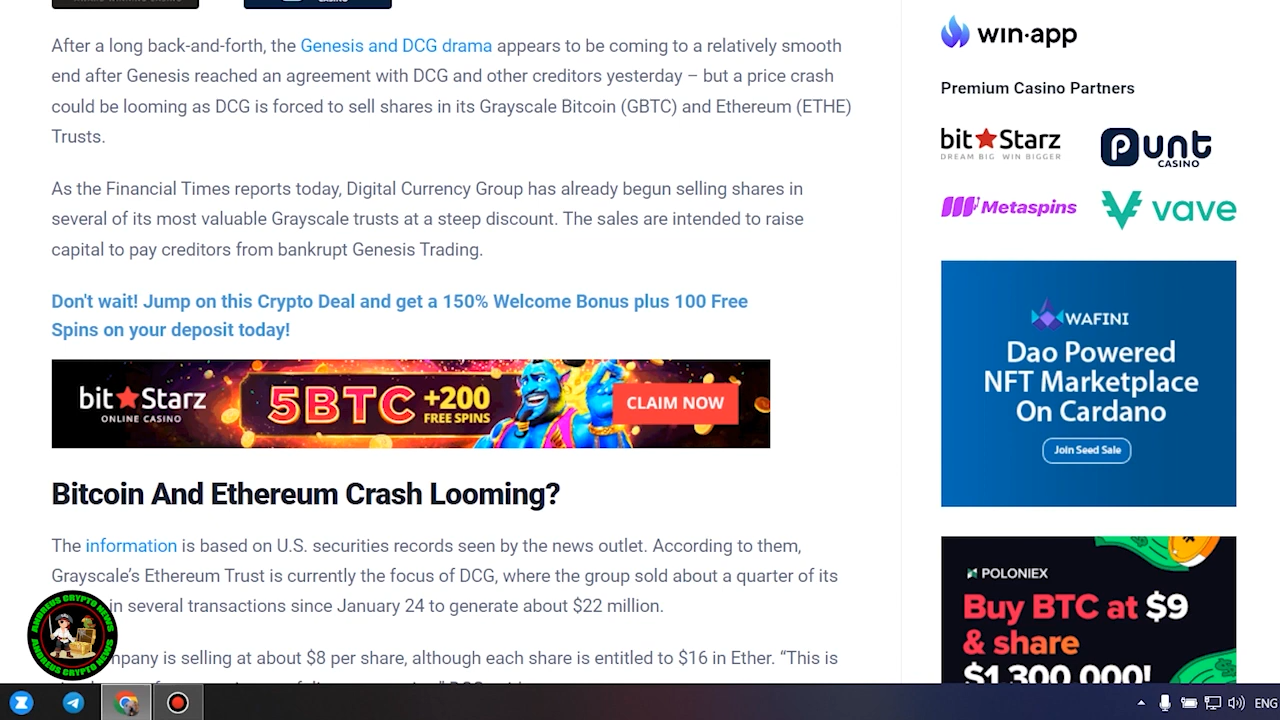 After a long back-and-forth, the Genesis and DCG drama appears to be coming to a relatively smooth
end after Genesis reached an agreement with DCG and other creditors yesterday – but a price crash
could be looming as DCG is forced to sell shares in its Grayscale Bitcoin (GBTC) and Ethereum (ETHE)
Trusts.
As the Financial Times reports today, Digital Currency Group has already begun selling shares in
several of its most valuable Grayscale trusts at a steep discount. The sales are intended to raise
capital to pay creditors from bankrupt Genesis Trading.
Don't wait! Jump on this Crypto Deal and get a 150% Welcome Bonus plus 100 Free
Spins on your deposit today!
bit Starz
ONLINE CASINO
5BTC
+200
FREE SPINS
CLAIM NOW
Bitcoin And Ethereum Crash Looming?
The information is based on U.S. securities records seen by the news outlet. According to them,
Grayscale's Ethereum Trust is currently the focus of DCG, where the group sold about a quarter of its
in several transactions since January 24 to generate about $22 million.
is selling at about $8 per share, although each share is entitled to $16 in Ether. “This is
ANDREUS CRYPTO NEWS
ANDREUS CRYPTO NEWS
win·app
Premium Casino Partners
bit Starz
DREAM BIG WIN BIGGER
Punt
CASINO
Metaspins
vave
WAFINI
Dao Powered
NFT Marketplace
On Cardano
Join Seed Sale
POLONIEX
Buy BTC at $9
& share
$1,300,000!
ENG